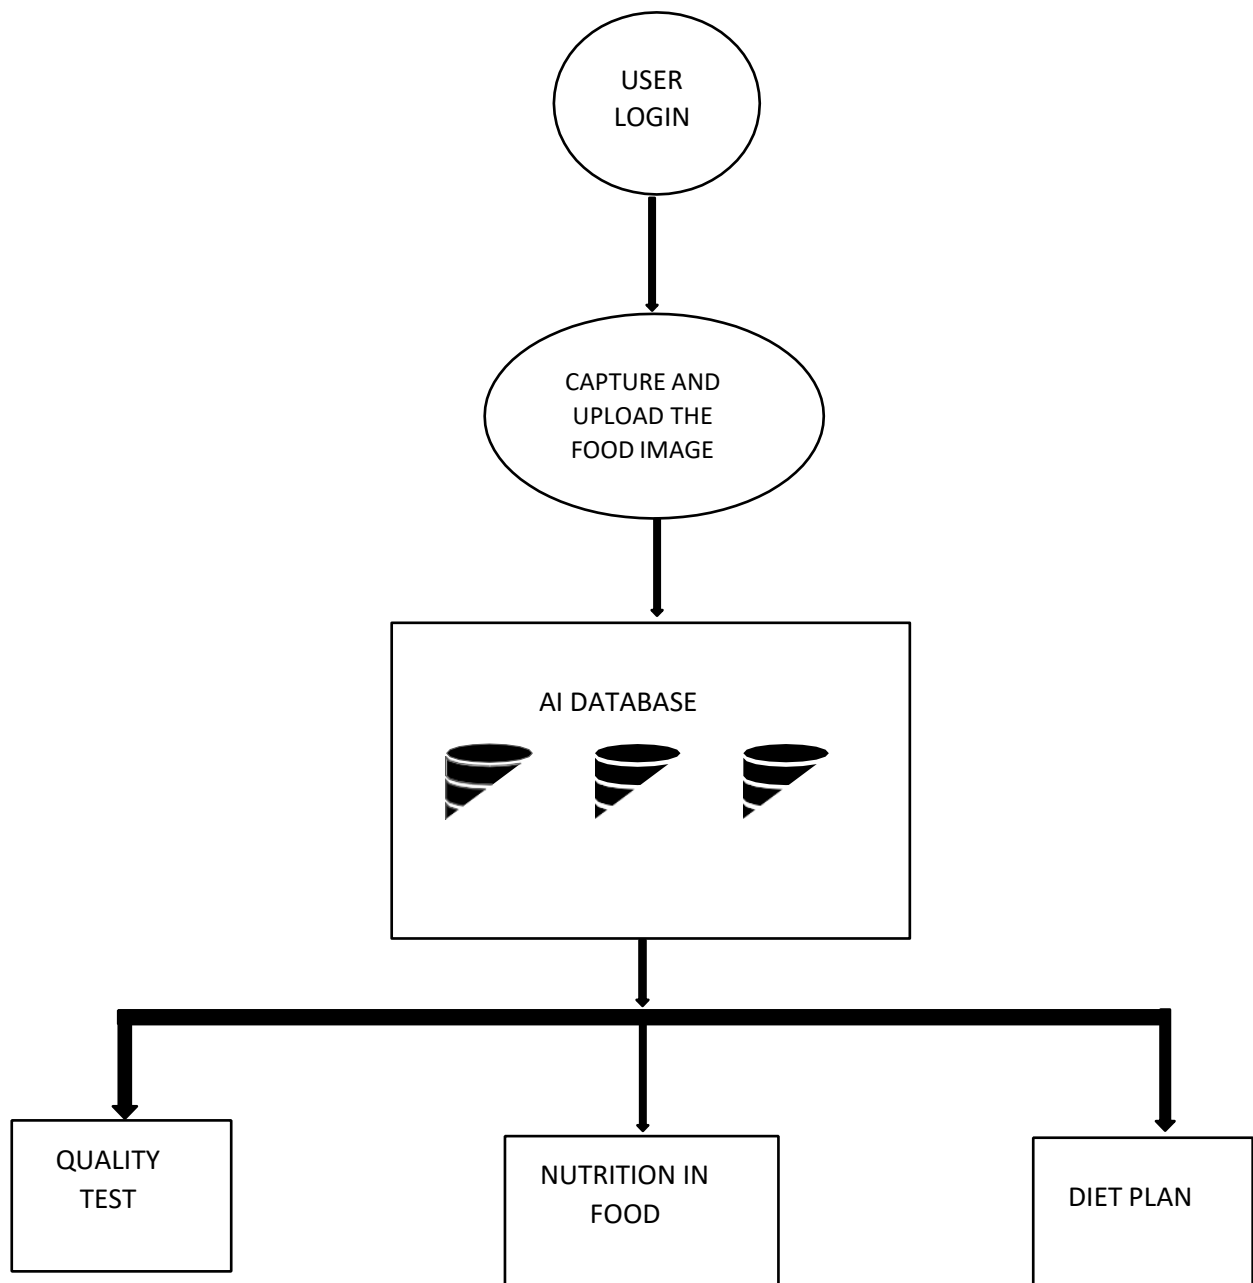 USER
LOGIN
CAPTURE AND
UPLOAD THE
FOOD IMAGE
AI DATABASE
QUALITY
TEST
NUTRITION IN
FOOD
DIET PLAN